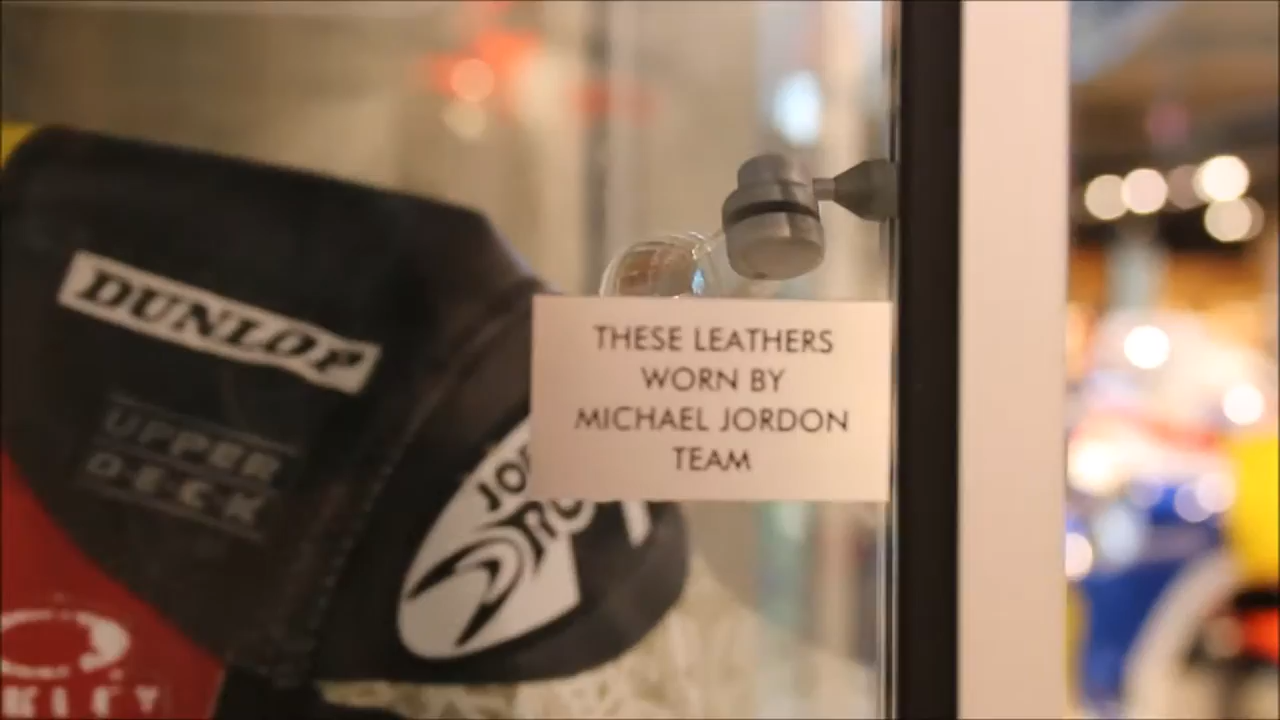 DUNLOP
UPPER
DECK
THESE LEATHERS
WORN BY
MICHAEL JORDON
TEAM